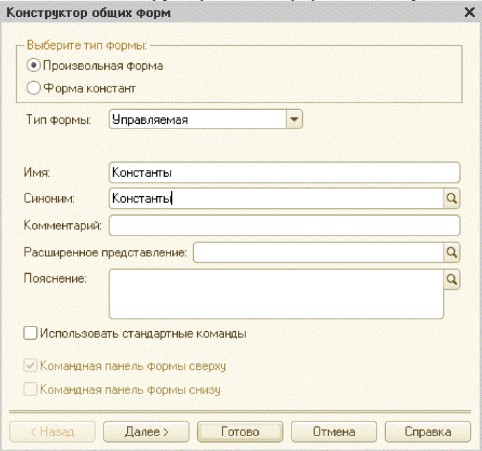 Конструктор общих форм
Выберите тип формы:
Произвольная форма
Форма констант
Тип формы: Управляемая
Имя: Константы
Синоним: Константы
Комментарий:
Расширенное представление:
Пояснение:
Использовать стандартные команды
Командная панель формы сверху
Командная панель формы снизу
< Назад Далее > Готово Отмена Справка